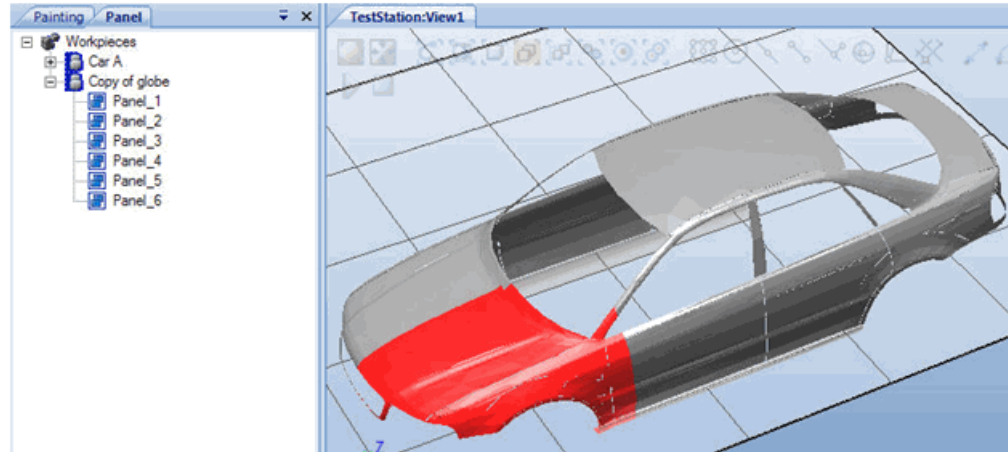 Painting
Panel
Workpieces
Car A
Copy of globe
Panel_1
Panel_2
Panel_3
Panel_4
Panel_5
Panel_6
TestStation:View1
Z